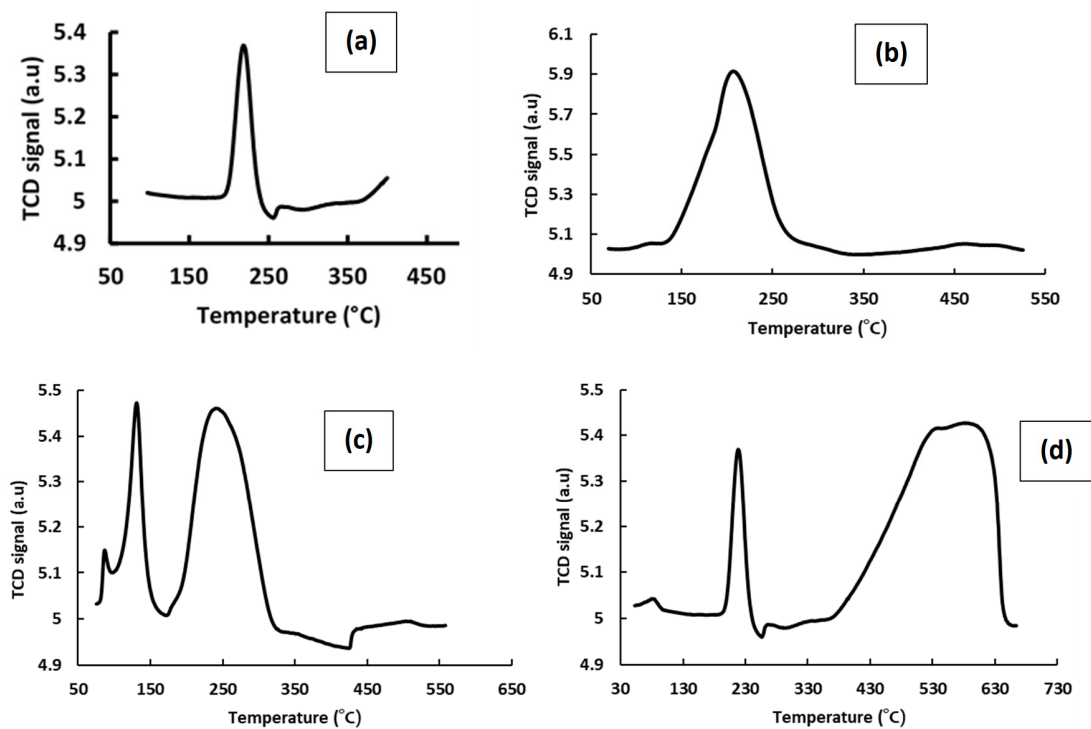 (a)
TCD signal (a.u)
5.4
5.3
5.2
5.1
5
4.9
50 150 250 350 450
Temperature (°C)
(b)
TCD signal (a.u)
6.1
5.9
5.7
5.5
5.3
5.1
4.9
50 150 250 350 450 550
Temperature (°C)
(c)
TCD signal (a.u)
5.5
5.4
5.3
5.2
5.1
5
4.9
50 150 250 350 450 550 650
Temperature (°C)
(d)
TCD signal (a.u)
5.5
5.4
5.3
5.2
5.1
5
4.9
30 130 230 330 430 530 630 730
Temperature (°C)